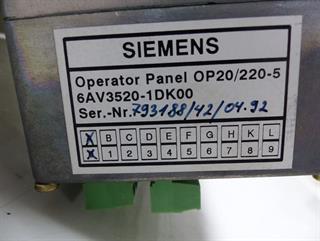 SIEMENS
Operator Panel OP20/220-5
6AV3520-1DK00
Ser.-Nr. 793188/42/04.92
X B C D E F G H K L
X 1 2 3 4 5 6 7 8 9